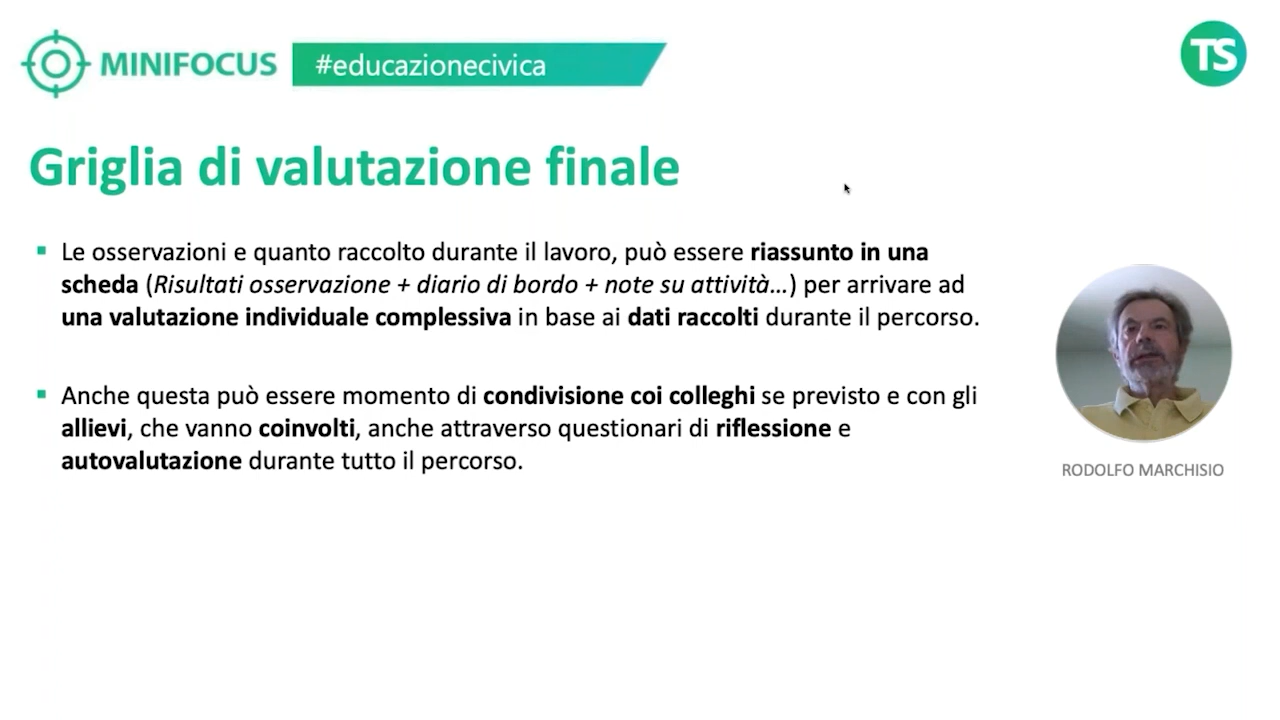 MINIFOCUS #educazionecivica
TS
Griglia di valutazione finale
▪ Le osservazioni e quanto raccolto durante il lavoro, può essere riassunto in una
scheda (Risultati osservazione + diario di bordo + note su attività...) per arrivare ad
una valutazione individuale complessiva in base ai dati raccolti durante il percorso.
▪ Anche questa può essere momento di condivisione coi colleghi se previsto e con gli
allievi, che vanno coinvolti, anche attraverso questionari di riflessione e
autovalutazione durante tutto il percorso.
RODOLFO MARCHISIO